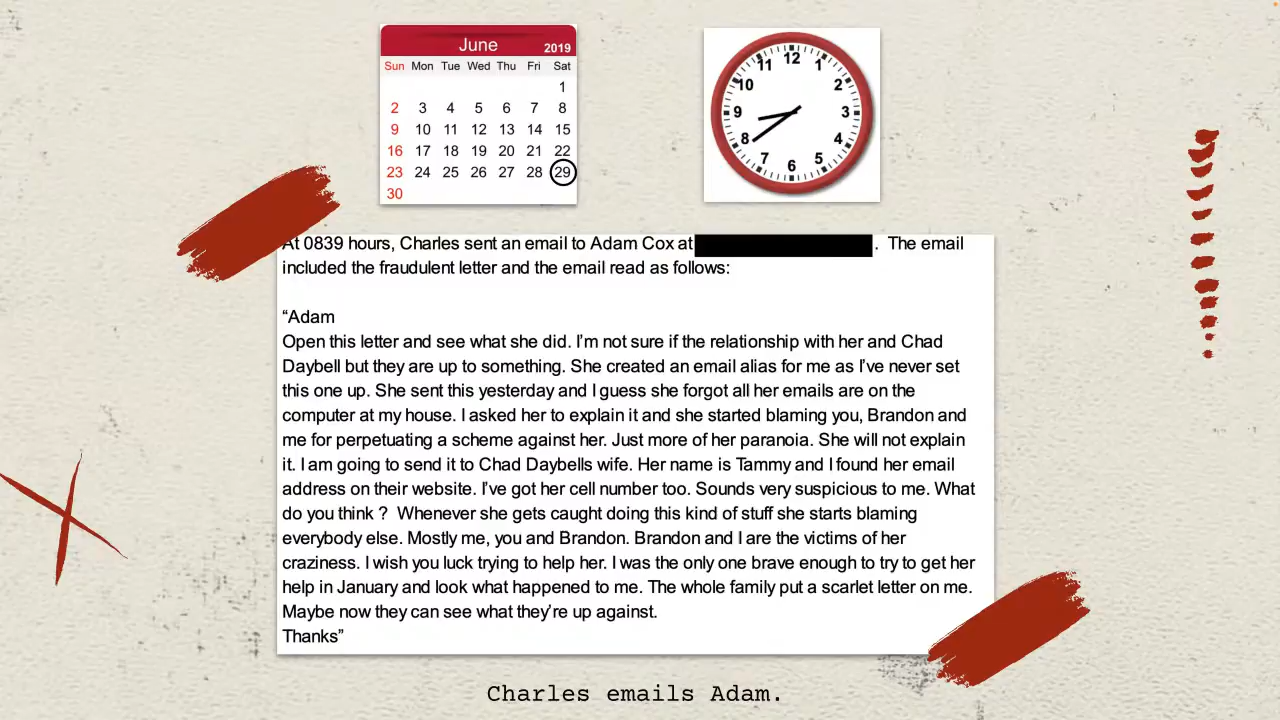 June 2019
Sun Mon Tue Wed Thu Fri Sat
1
2 3 4 5 6 7 8
9 10 11 12 13 14 15
16 17 18 19 20 21 22
23 24 25 26 27 28 29
30
12
11 1
10 2
9 3
8 4
7 5
6
At 0839 hours, Charles sent an email to Adam Cox at . The email
included the fraudulent letter and the email read as follows:
“Adam
Open this letter and see what she did. I’m not sure if the relationship with her and Chad
Daybell but they are up to something. She created an email alias for me as I’ve never set
this one up. She sent this yesterday and I guess she forgot all her emails are on the
computer at my house. I asked her to explain it and she started blaming you, Brandon and
me for perpetuating a scheme against her. Just more of her paranoia. She will not explain
it. I am going to send it to Chad Daybells wife. Her name is Tammy and I found her email
address on their website. I’ve got her cell number too. Sounds very suspicious to me. What
do you think ? Whenever she gets caught doing this kind of stuff she starts blaming
everybody else. Mostly me, you and Brandon. Brandon and I are the victims of her
craziness. I wish you luck trying to help her. I was the only one brave enough to try to get her
help in January and look what happened to me. The whole family put a scarlet letter on me.
Maybe now they can see what they’re up against.
Thanks”
Charles emails Adam.